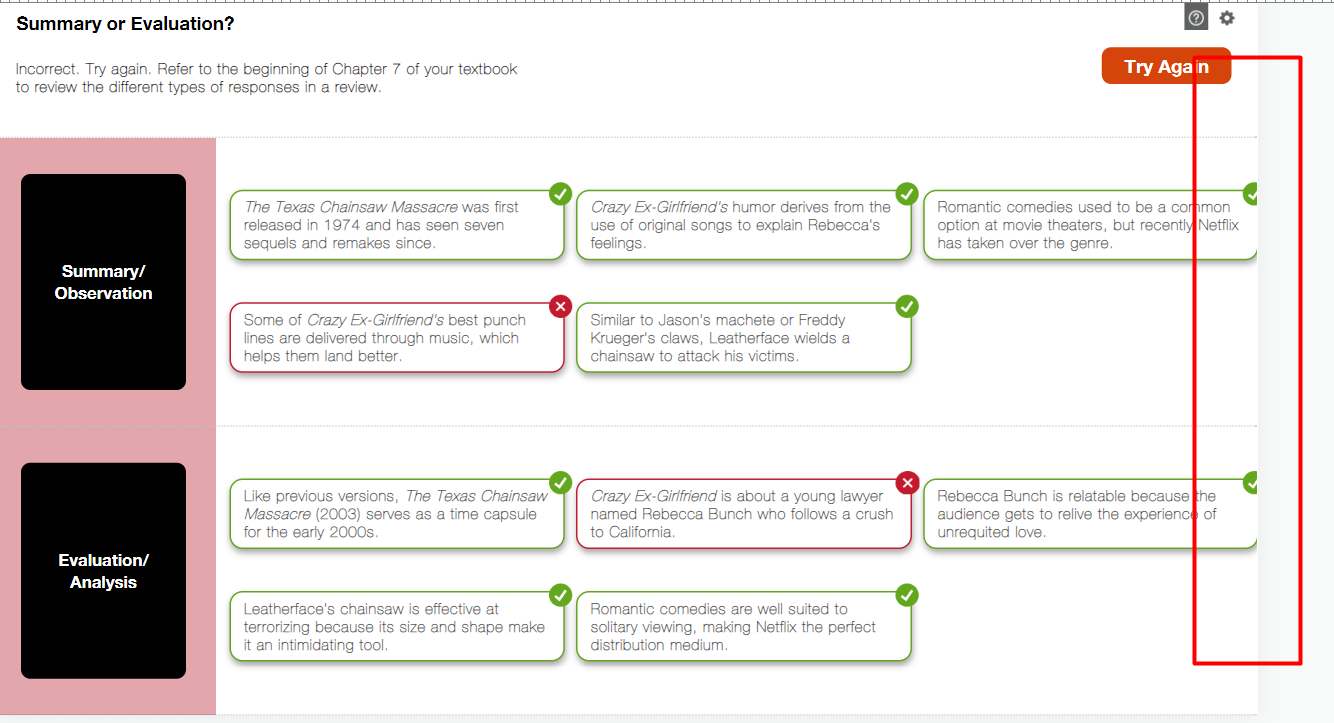 Summary or Evaluation?
Incorrect. Try again. Refer to the beginning of Chapter 7 of your textbook
to review the different types of responses in a review.
Try Again
Summary/
Observation
The Texas Chainsaw Massacre was first
released in 1974 and has seen seven
sequels and remakes since.
Crazy Ex-Girlfriend's humor derives from the
use of original songs to explain Rebecca's
feelings.
Romantic comedies used to be a common
option at movie theaters, but recently Netflix
has taken over the genre.
Some of Crazy Ex-Girlfriend's best punch
lines are delivered through music, which
helps them land better.
Similar to Jason's machete or Freddy
Krueger's claws, Leatherface wields a
chainsaw to attack his victims.
Evaluation/
Analysis
Like previous versions, The Texas Chainsaw
Massacre (2003) serves as a time capsule
for the early 2000s.
Crazy Ex-Girlfriend is about a young lawyer
named Rebecca Bunch who follows a crush
to California.
Rebecca Bunch is relatable because the
audience gets to relive the experience of
unrequited love.
Leatherface's chainsaw is effective at
terrorizing because its size and shape make
it an intimidating tool.
Romantic comedies are well suited to
solitary viewing, making Netflix the perfect
distribution medium.